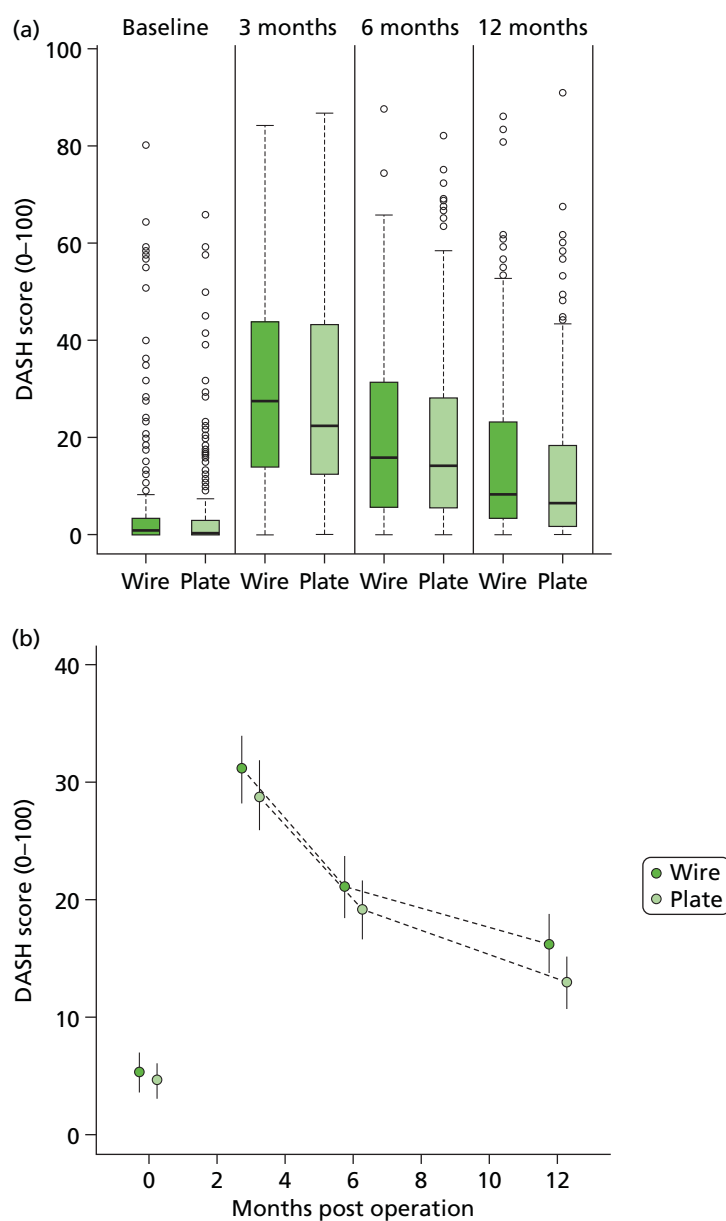 (a)
Baseline 3 months 6 months 12 months
100
80
60
40
20
0
DASH score (0–100)
Wire Plate Wire Plate Wire Plate Wire Plate
(b)
40
30
20
10
0
DASH score (0–100)
Wire
Plate
0 2 4 6 8 10 12
Months post operation